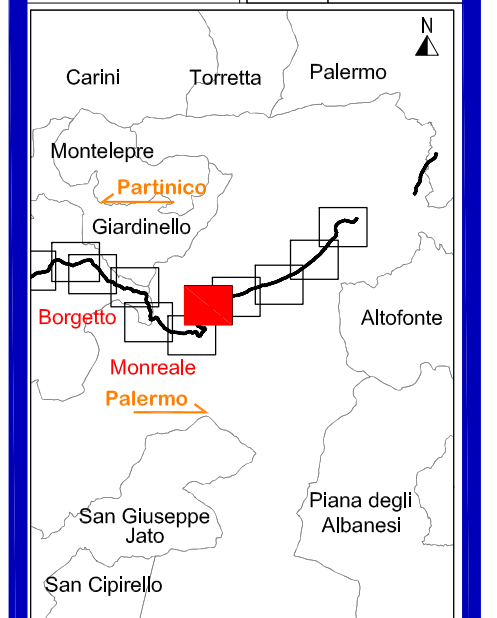 N
Carini
Torretta
Palermo
Montelepre
Partinico
Giardinello
Borgetto
Altofonte
Monreale
Palermo
San Giuseppe
Jato
Piana degli
Albanesi
San Cipirello